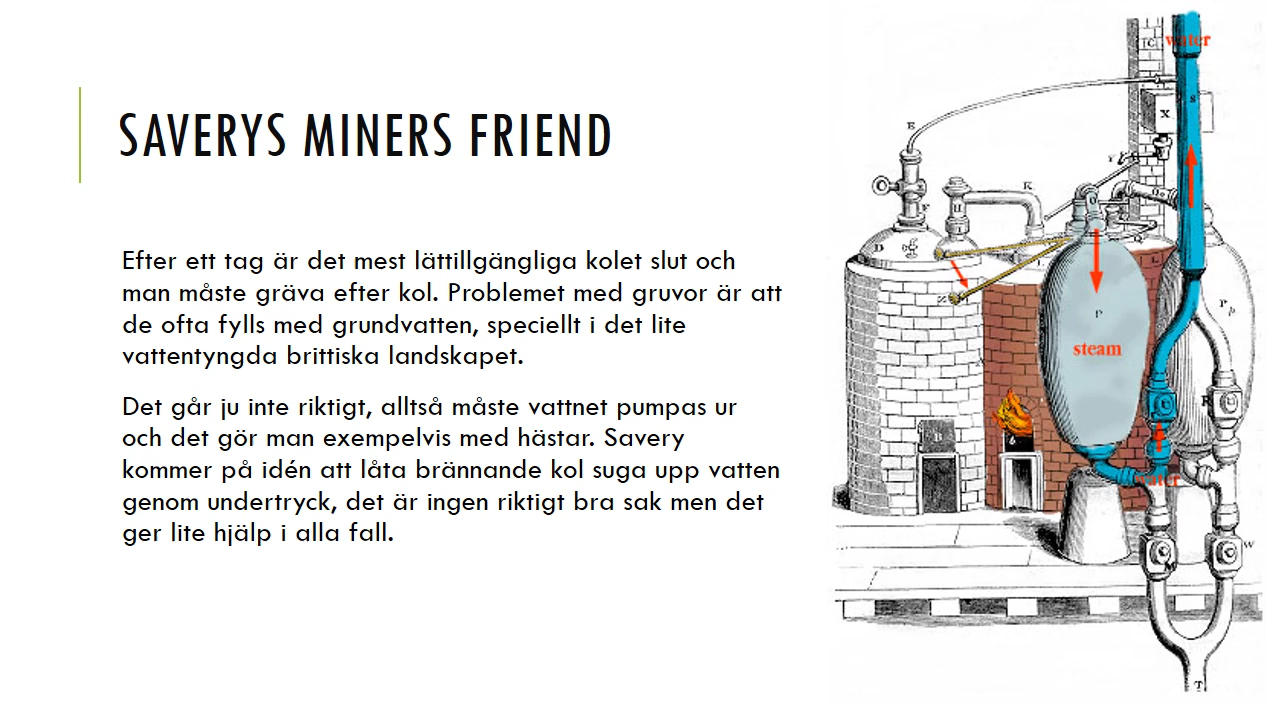 SAVERYS MINERS FRIEND
Efter ett tag är det mest lättillgängliga kolet slut och
man måste gräva efter kol. Problemet med gruvor är att
de ofta fylls med grundvatten, speciellt i det lite
vattentyngda brittiska landskapet.
Det går ju inte riktigt, alltså måste vattnet pumpas ur
och det gör man exempelvis med hästar. Savery
kommer på idén att låta brännande kol suga upp vatten
genom undertryck, det är ingen riktigt bra sak men det
ger lite hjälp i alla fall.
water
S
X
E
K
F
H
D
Q
P
steam
R
B
water
M
W
T